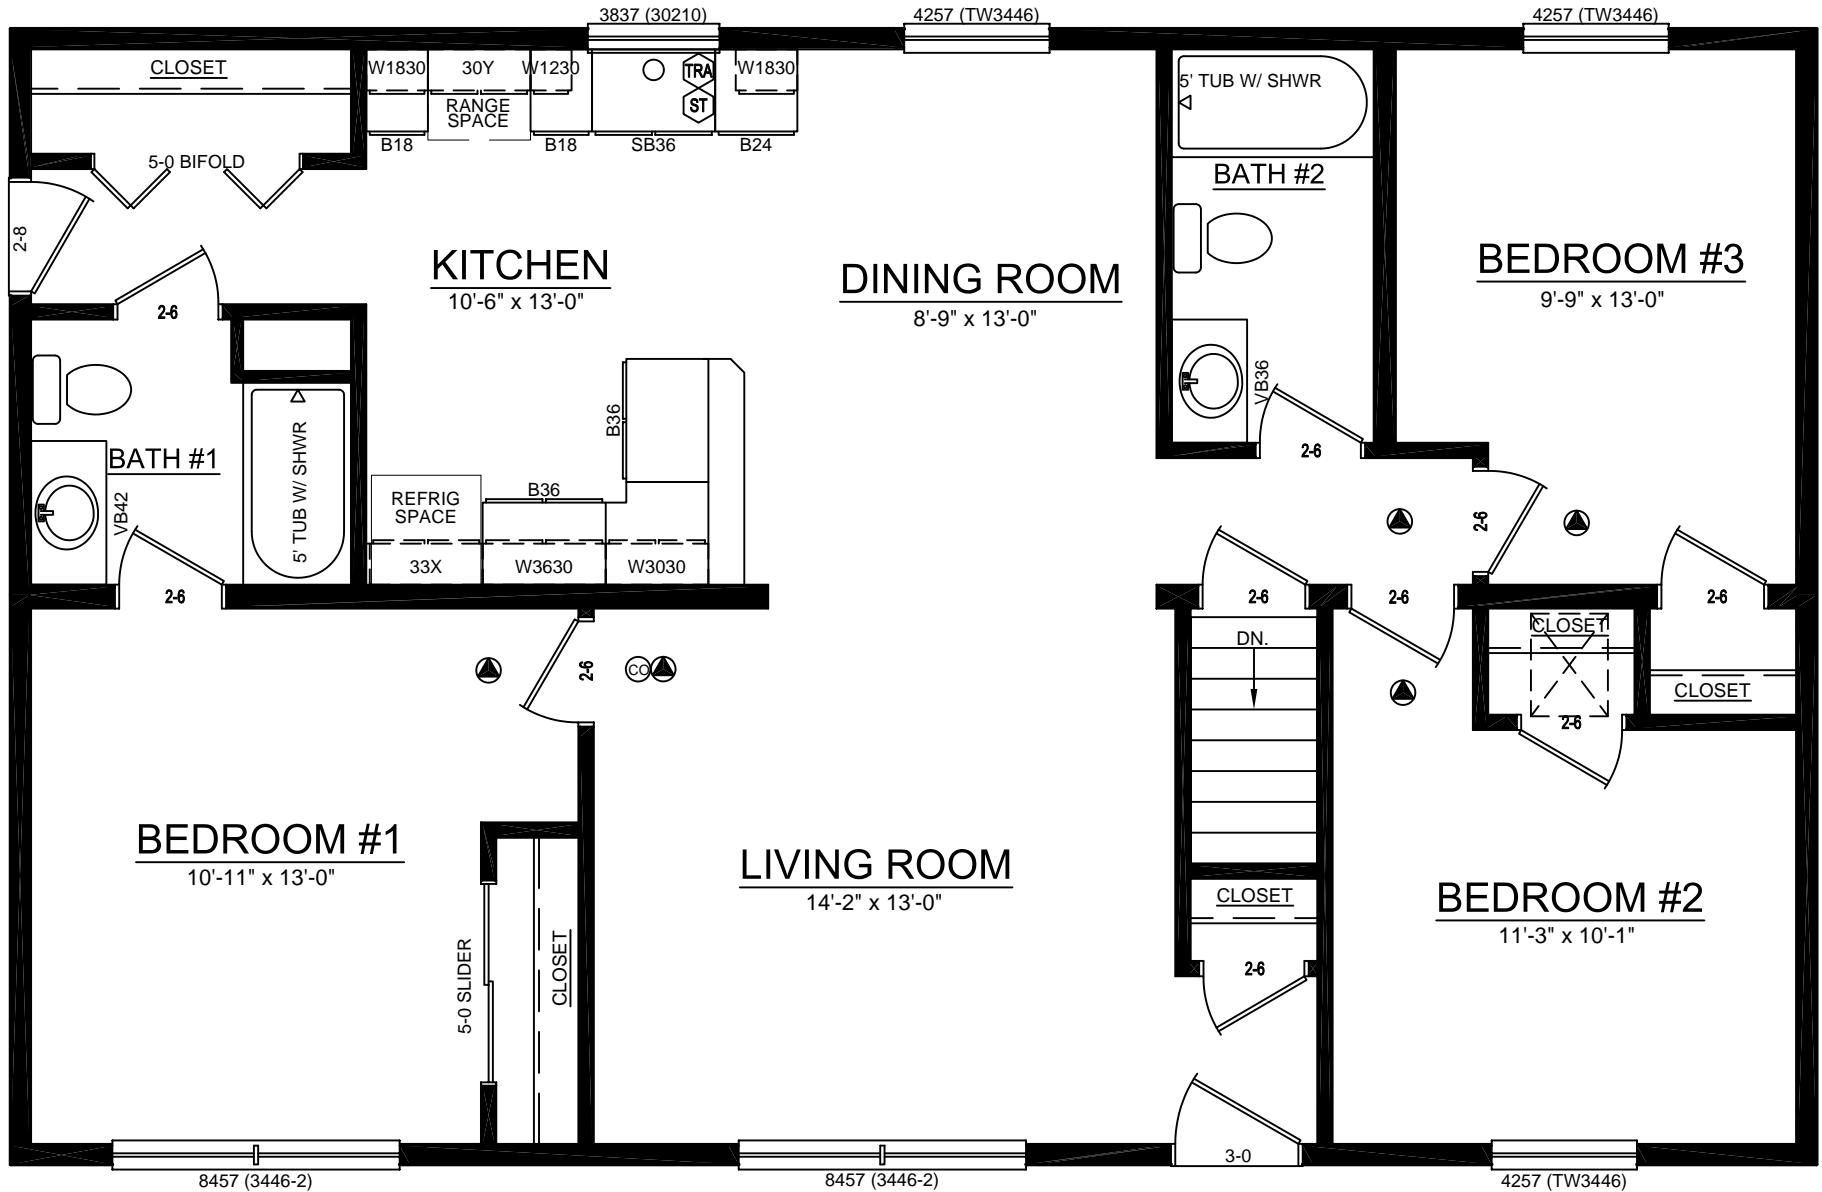 3837 (30210)
4257 (TW3446)
4257 (TW3446)
CLOSET
W1830
30Y
W1230
TRA
W1830
RANGE
SPACE
ST
B18
B18
SB36
B24
5' TUB W/ SHWR
5-0 BIFOLD
BATH #2
2-8
KITCHEN
10'-6" x 13'-0"
DINING ROOM
8'-9" x 13'-0"
BEDROOM #3
9'-9" x 13'-0"
2-6
VB36
B36
2-6
BATH #1
5' TUB W/ SHWR
VB42
REFRIG
SPACE
B36
2-6
33X
W3630
W3030
2-6
2-6
2-6
2-6
DN.
CLOSET
2-6
CO
CLOSET
2-6
BEDROOM #1
10'-11" x 13'-0"
LIVING ROOM
14'-2" x 13'-0"
CLOSET
BEDROOM #2
11'-3" x 10'-1"
5-0 SLIDER
CLOSET
2-6
3-0
8457 (3446-2)
8457 (3446-2)
4257 (TW3446)